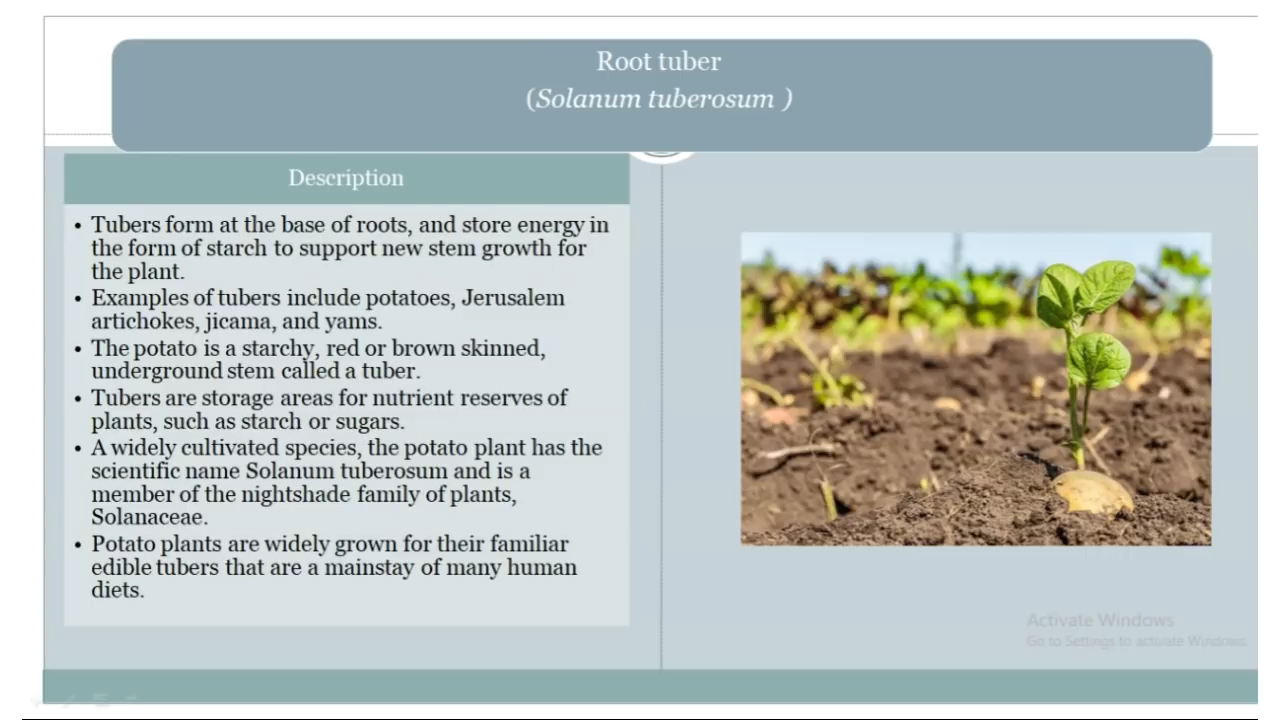 Root tuber
(Solanum tuberosum )
Description
• Tubers form at the base of roots, and store energy in
the form of starch to support new stem growth for
the plant.
• Examples of tubers include potatoes, Jerusalem
artichokes, jicama, and yams.
• The potato is a starchy, red or brown skinned,
underground stem called a tuber.
• Tubers are storage areas for nutrient reserves of
plants, such as starch or sugars.
• A widely cultivated species, the potato plant has the
scientific name Solanum tuberosum and is a
member of the nightshade family of plants,
Solanaceae.
• Potato plants are widely grown for their familiar
edible tubers that are a mainstay of many human
diets.
Activate Windows
Go to Settings to activate Windows.